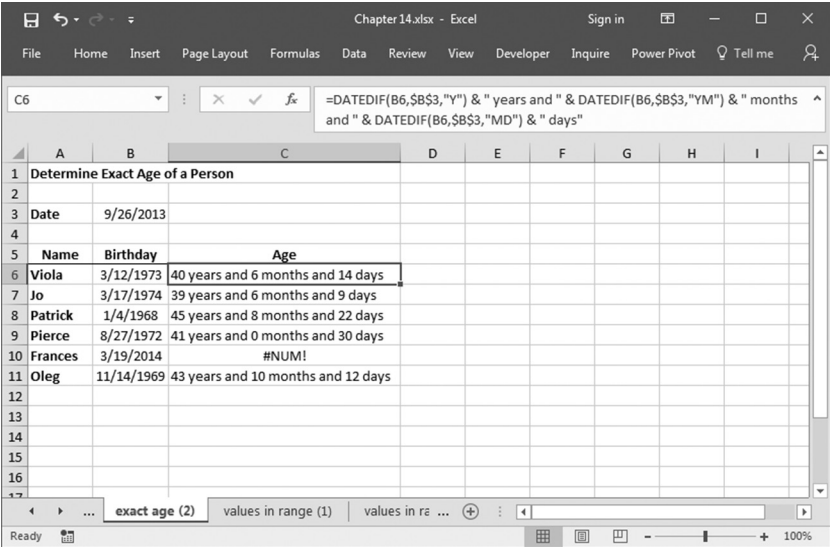 Chapter 14.xlsx - Excel Sign in
File Home Insert Page Layout Formulas Data Review View Developer Inquire Power Pivot Tell me
C6 fx =DATEDIF(B6,$B$3,"Y") & " years and " & DATEDIF(B6,$B$3,"YM") & " months
and " & DATEDIF(B6,$B$3,"MD") & " days"
A B C D E F G H I
1 Determine Exact Age of a Person
2
3 Date 9/26/2013
4
5 Name Birthday Age
6 Viola 3/12/1973 40 years and 6 months and 14 days
7 Jo 3/17/1974 39 years and 6 months and 9 days
8 Patrick 1/4/1968 45 years and 8 months and 22 days
9 Pierce 8/27/1972 41 years and 0 months and 30 days
10 Frances 3/19/2014 #NUM!
11 Oleg 11/14/1969 43 years and 10 months and 12 days
12
13
14
15
16
17
... exact age (2) values in range (1) values in ra ...
Ready 100%